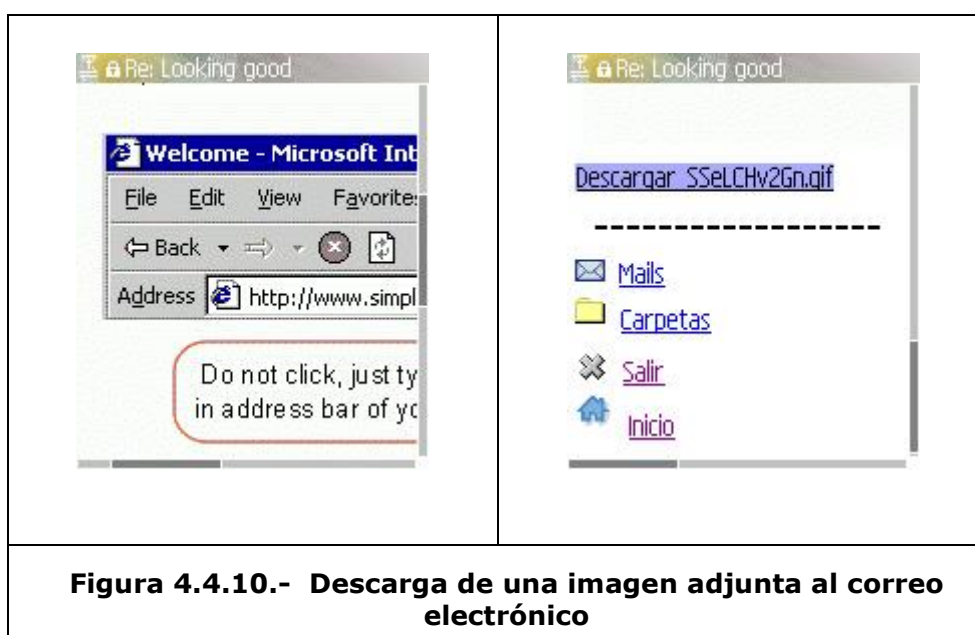 Re: Looking good
Welcome - Microsoft Int
File Edit View Favorites
Back
Address http://www.simpl
Do not click, just ty
in address bar of yo
Re: Looking good
Descargar SSeLCHv2Gn.gif
------------------
Mails
Carpetas
Salir
Inicio
Figura 4.4.10.- Descarga de una imagen adjunta al correo
electrónico